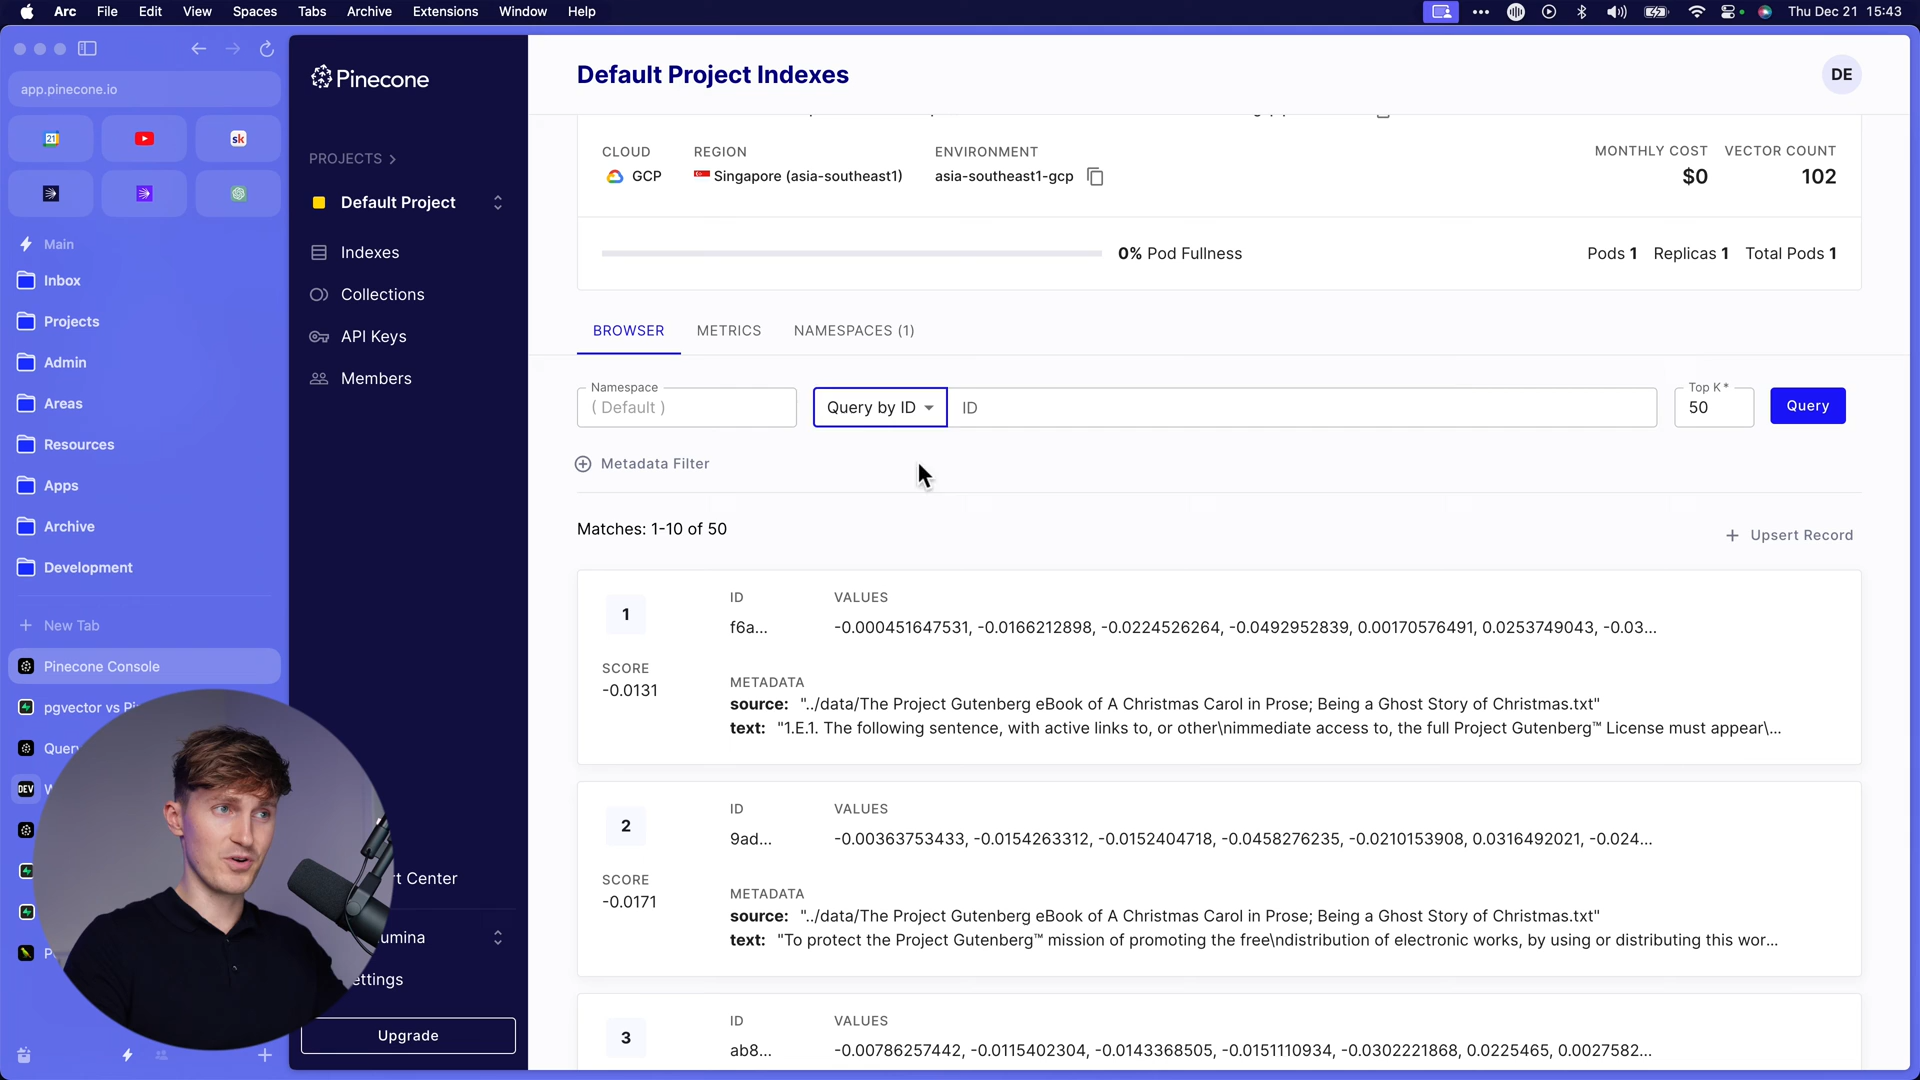 Arc File Edit View Spaces Tabs Archive Extensions Window Help
Thu Dec 21 15:43
app.pinecone.io
21
sk
Main
Inbox
Projects
Admin
Areas
Resources
Apps
Archive
Development
New Tab
Pinecone Console
pgvector vs Pi
Query
DEV W
P
Pinecone
PROJECTS >
Default Project
Indexes
Collections
API Keys
Members
t Center
umina
ettings
Upgrade
Default Project Indexes
DE
CLOUD REGION ENVIRONMENT MONTHLY COST VECTOR COUNT
GCP Singapore (asia-southeast1) asia-southeast1-gcp $0 102
0% Pod Fullness Pods 1 Replicas 1 Total Pods 1
BROWSER METRICS NAMESPACES (1)
Namespace Top K *
( Default ) Query by ID ID 50 Query
Metadata Filter
Matches: 1-10 of 50
+ Upsert Record
1 ID VALUES
f6a... -0.000451647531, -0.0166212898, -0.0224526264, -0.0492952839, 0.00170576491, 0.0253749043, -0.03...
SCORE
-0.0131
METADATA
source: "../data/The Project Gutenberg eBook of A Christmas Carol in Prose; Being a Ghost Story of Christmas.txt"
text: "1.E.1. The following sentence, with active links to, or other\nimmediate access to, the full Project Gutenberg™ License must appear\...
2 ID VALUES
9ad... -0.00363753433, -0.0154263312, -0.0152404718, -0.0458276235, -0.0210153908, 0.0316492021, -0.024...
SCORE
-0.0171
METADATA
source: "../data/The Project Gutenberg eBook of A Christmas Carol in Prose; Being a Ghost Story of Christmas.txt"
text: "To protect the Project Gutenberg™ mission of promoting the free\ndistribution of electronic works, by using or distributing this wor...
3 ID VALUES
ab8... -0.00786257442, -0.0115402304, -0.0143368505, -0.0151110934, -0.0302221868, 0.0225465, 0.0027582...